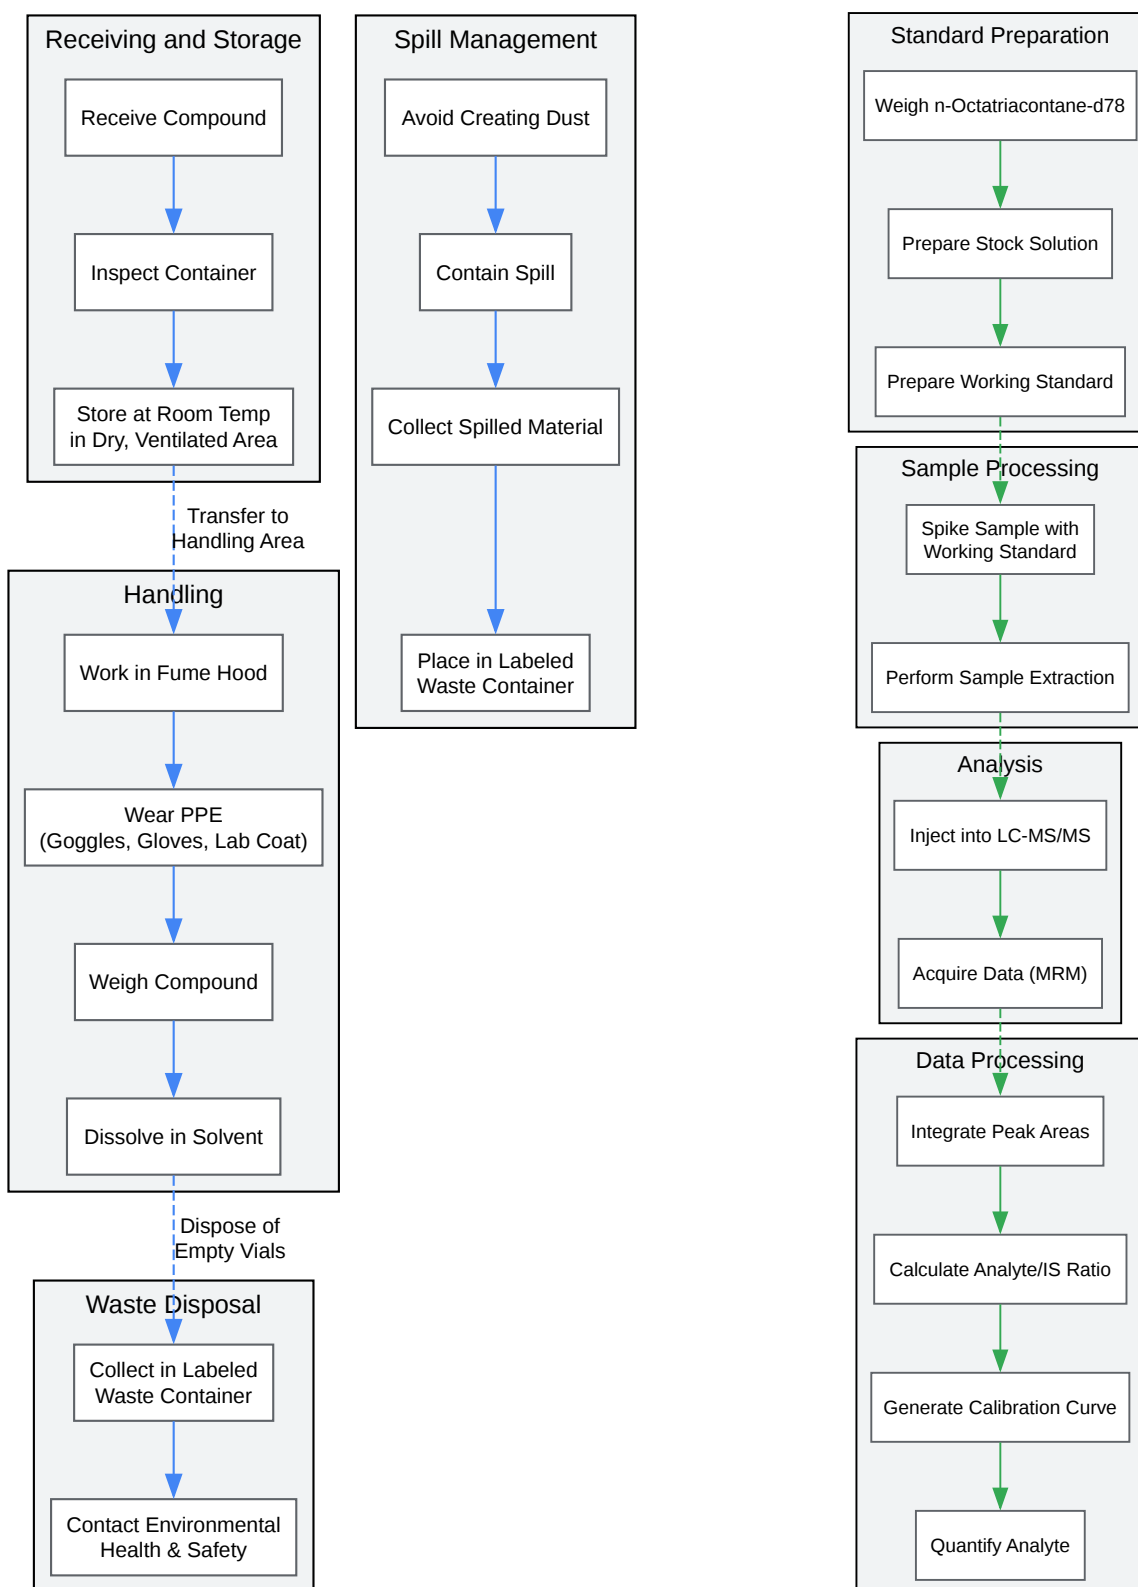 Receiving and Storage
Receive Compound
Inspect Container
Store at Room Temp
in Dry, Ventilated Area
Transfer to
Handling Area
Handling
Work in Fume Hood
Wear PPE
(Goggles, Gloves, Lab Coat)
Weigh Compound
Dissolve in Solvent
Dispose of
Empty Vials
Waste Disposal
Collect in Labeled
Waste Container
Contact Environmental
Health & Safety
Spill Management
Avoid Creating Dust
Contain Spill
Collect Spilled Material
Place in Labeled
Waste Container
Standard Preparation
Weigh n-Octatriacontane-d78
Prepare Stock Solution
Prepare Working Standard
Sample Processing
Spike Sample with
Working Standard
Perform Sample Extraction
Analysis
Inject into LC-MS/MS
Acquire Data (MRM)
Data Processing
Integrate Peak Areas
Calculate Analyte/IS Ratio
Generate Calibration Curve
Quantify Analyte